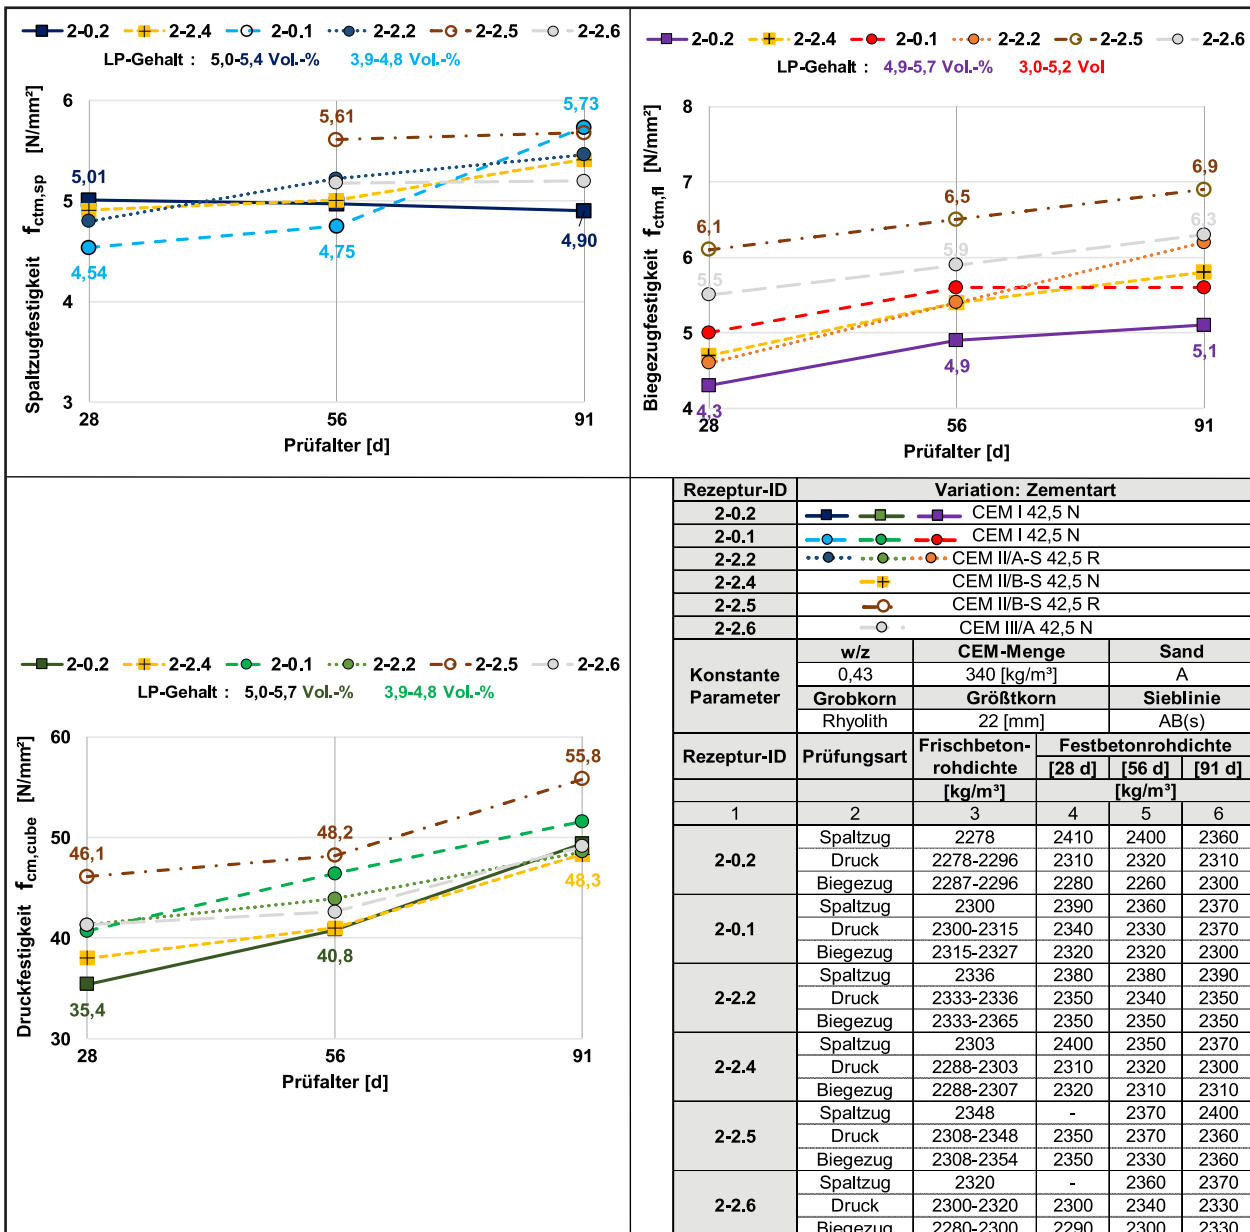 2-0.2 2-2.4 2-0.1 2-2.2 2-2.5 2-2.6
LP-Gehalt : 5,0-5,4 Vol.-% 3,9-4,8 Vol.-%
Spaltzugfestigkeit f ctm,sp [N/mm²]
6
5
4
3
5,01
4,54
5,61
4,75
5,73
4,90
28 56 91
Prüfalter [d]
2-0.2 2-2.4 2-0.1 2-2.2 2-2.5 2-2.6
LP-Gehalt : 4,9-5,7 Vol.-% 3,0-5,2 Vol
Biegezugfestigkeit f ctm,fl [N/mm²]
8
7
6
5
4
6,1
5,5
4,3
6,5
5,9
4,9
6,9
6,3
5,1
28 56 91
Prüfalter [d]
2-0.2 2-2.4 2-0.1 2-2.2 2-2.5 2-2.6
LP-Gehalt : 5,0-5,7 Vol.-% 3,9-4,8 Vol.-%
Druckfestigkeit f cm,cube [N/mm²]
60
50
40
30
46,1
35,4
48,2
40,8
55,8
48,3
28 56 91
Prüfalter [d]
Rezeptur-ID Variation: Zementart
2-0.2 CEM I 42,5 N
2-0.1 CEM I 42,5 N
2-2.2 CEM II/A-S 42,5 R
2-2.4 CEM II/B-S 42,5 N
2-2.5 CEM II/B-S 42,5 R
2-2.6 CEM III/A 42,5 N
Konstante Parameter
w/z CEM-Menge Sand
0,43 340 [kg/m³] A
Grobkorn Größtkorn Sieblinie
Rhyolith 22 [mm] AB(s)
Rezeptur-ID Prüfungsart Frischbeton-rohdichte Festbetonrohdichte
[28 d] [56 d] [91 d]
[kg/m³] [kg/m³]
1 2 3 4 5 6
2-0.2
Spaltzug 2278 2410 2400 2360
Druck 2278-2296 2310 2320 2310
Biegezug 2287-2296 2280 2260 2300
2-0.1
Spaltzug 2300 2390 2360 2370
Druck 2300-2315 2340 2330 2370
Biegezug 2315-2327 2320 2320 2300
2-2.2
Spaltzug 2336 2380 2380 2390
Druck 2333-2336 2350 2340 2350
Biegezug 2333-2365 2350 2350 2350
2-2.4
Spaltzug 2303 2400 2350 2370
Druck 2288-2303 2310 2320 2300
Biegezug 2288-2307 2320 2310 2310
2-2.5
Spaltzug 2348 - 2370 2400
Druck 2308-2348 2350 2370 2360
Biegezug 2308-2354 2350 2330 2360
2-2.6
Spaltzug 2320 - 2360 2370
Druck 2300-2320 2300 2340 2330
Biegezug 2280-2300 2290 2300 2330